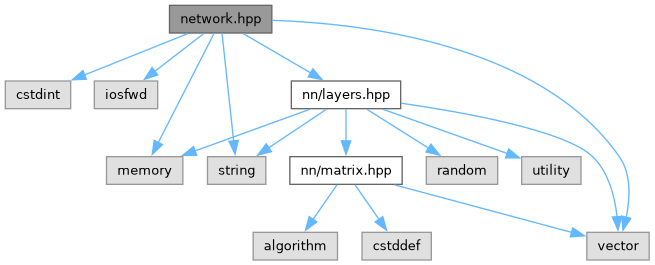 network.hpp
cstdint
iosfwd
nn/layers.hpp
memory
string
nn/matrix.hpp
random
utility
algorithm
cstddef
vector